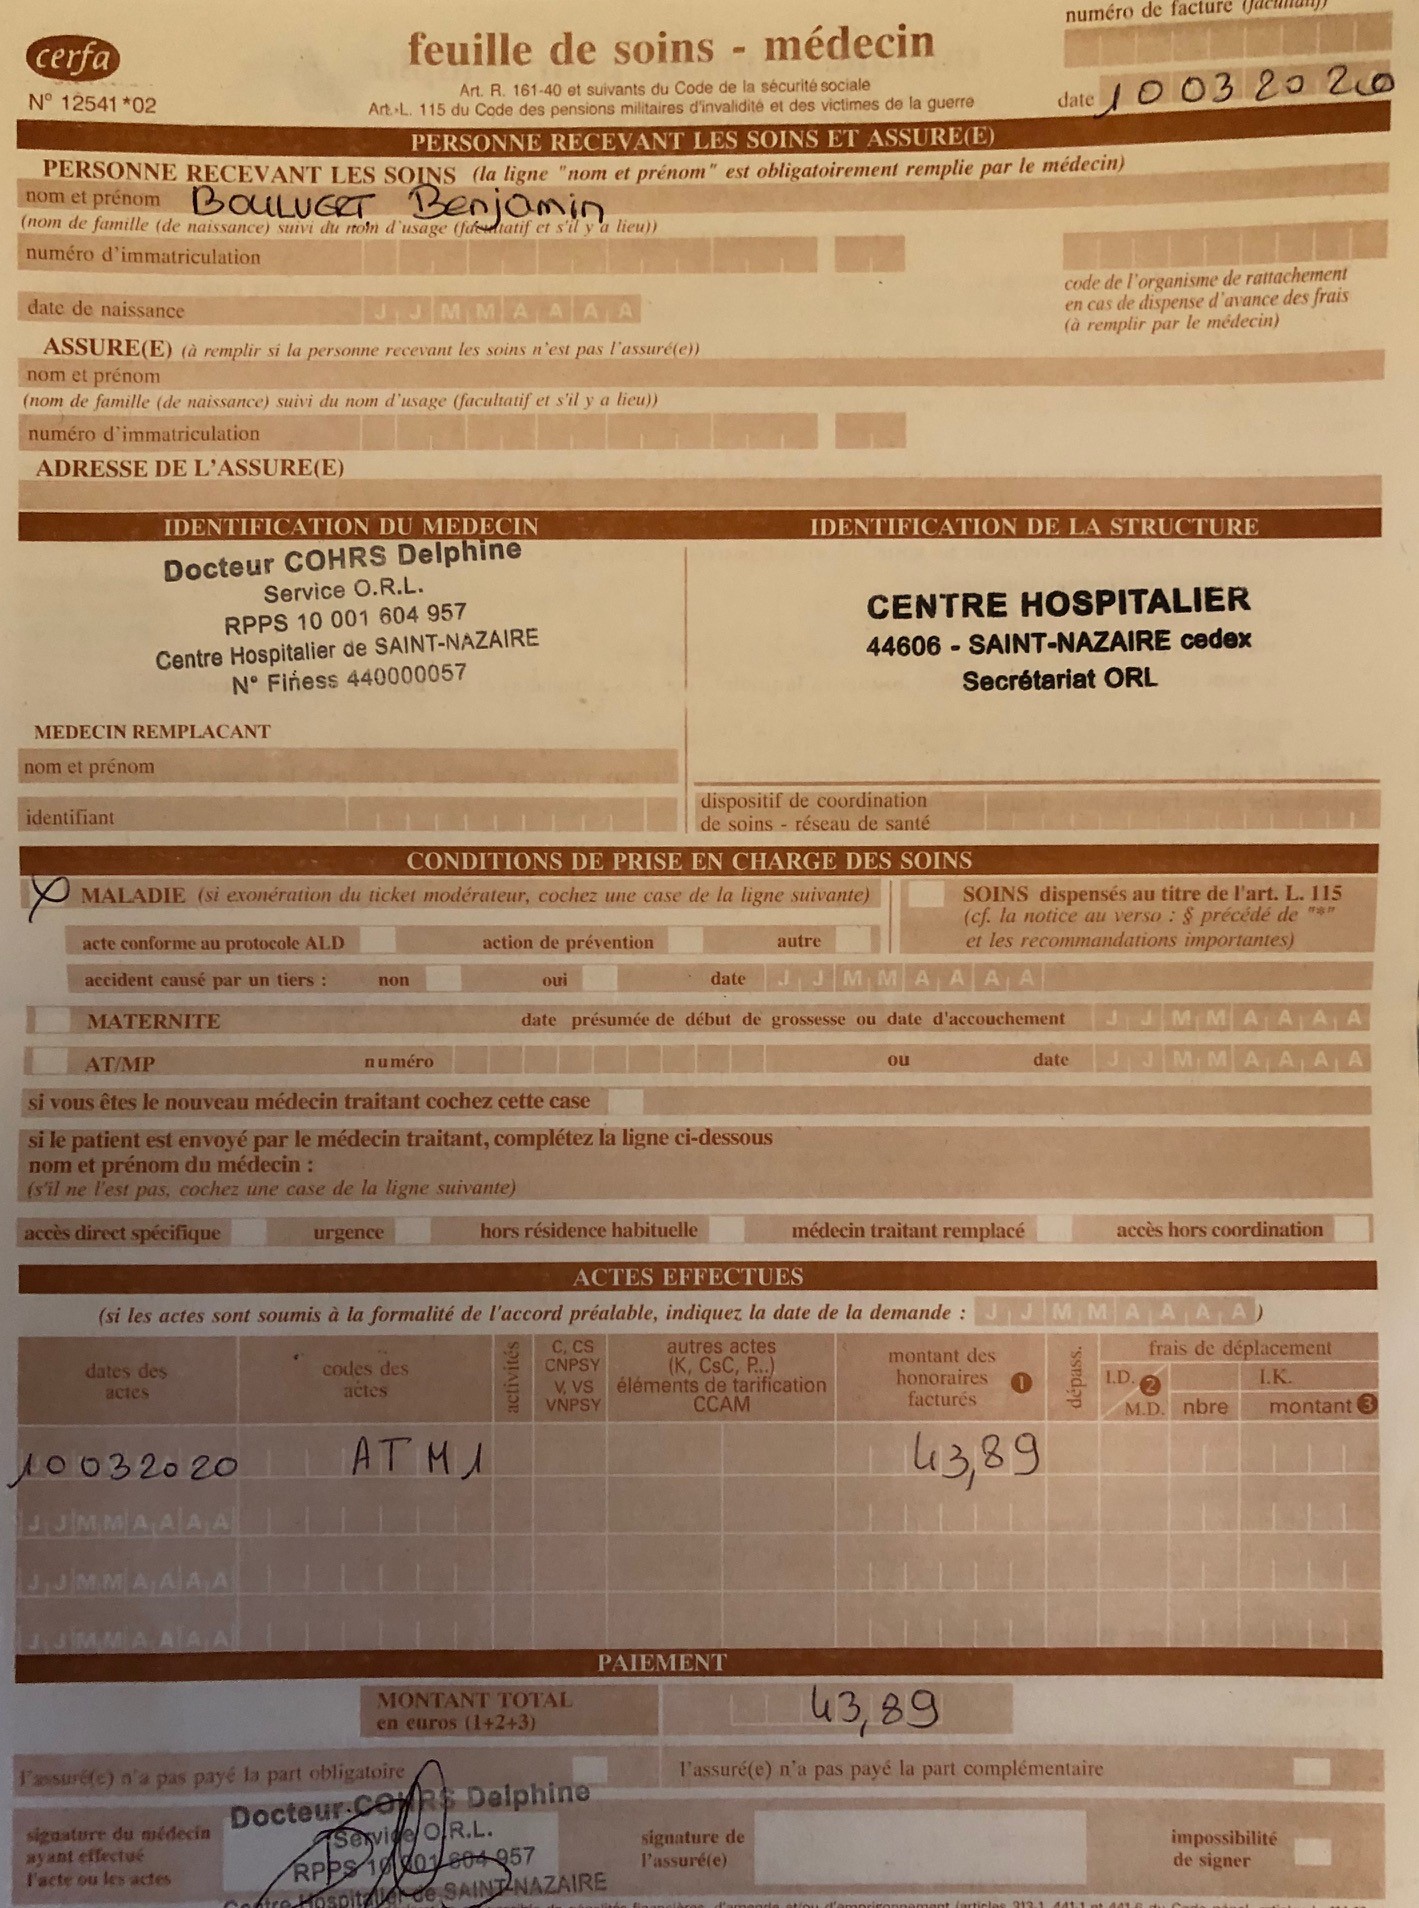 numéro de facture (facultatif)
cerfa
feuille de soins - médecin
N° 12541*02
Art. R. 161-40 et suivants du Code de la sécurité sociale
Art. L. 115 du Code des pensions militaires d'invalidité et des victimes de la guerre
date 10032020
PERSONNE RECEVANT LES SOINS ET ASSURE(E)
PERSONNE RECEVANT LES SOINS (la ligne "nom et prénom" est obligatoirement remplie par le médecin)
nom et prénom BOULVERT Benjamin
(nom de famille (de naissance) suivi du nom d'usage (facultatif et s'il y a lieu))
numéro d'immatriculation
code de l'organisme de rattachement
en cas de dispense d'avance des frais
(à remplir par le médecin)
date de naissance J J M M A A A A
ASSURE(E) (à remplir si la personne recevant les soins n'est pas l'assuré(e))
nom et prénom
(nom de famille (de naissance) suivi du nom d'usage (facultatif et s'il y a lieu))
numéro d'immatriculation
ADRESSE DE L'ASSURE(E)
IDENTIFICATION DU MEDECIN
Docteur COHRS Delphine
Service O.R.L.
RPPS 10 001 604 957
Centre Hospitalier de SAINT-NAZAIRE
N° Finess 440000057
IDENTIFICATION DE LA STRUCTURE
CENTRE HOSPITALIER
44606 - SAINT-NAZAIRE cedex
Secrétariat ORL
MEDECIN REMPLACANT
nom et prénom
identifiant
dispositif de coordination
de soins - réseau de santé
CONDITIONS DE PRISE EN CHARGE DES SOINS
X MALADIE (si exonération du ticket modérateur, cochez une case de la ligne suivante)
acte conforme au protocole ALD action de prévention autre
SOINS dispensés au titre de l'art. L. 115
(cf. la notice au verso : § précédé de "*"
et les recommandations importantes)
accident causé par un tiers : non oui date J J M M A A A A
MATERNITE date présumée de début de grossesse ou date d'accouchement J J M M A A A A
AT/MP numéro ou date J J M M A A A A
si vous êtes le nouveau médecin traitant cochez cette case
si le patient est envoyé par le médecin traitant, complétez la ligne ci-dessous
nom et prénom du médecin :
(s'il ne l'est pas, cochez une case de la ligne suivante)
accès direct spécifique urgence hors résidence habituelle médecin traitant remplacé accès hors coordination
ACTES EFFECTUES
(si les actes sont soumis à la formalité de l'accord préalable, indiquez la date de la demande : J J M M A A A A )
dates des
actes
codes des
actes
activités
C, CS
CNPSY
V, VS
VNPSY
autres actes
(K, CsC, P...)
éléments de tarification
CCAM
montant des
honoraires 1
facturés
dépass.
frais de déplacement
I.D. 2
M.D.
nbre
I.K.
montant 3
10032020 ATM1 43,89
J J M M A A A A
J J M M A A A A
J J M M A A A A
PAIEMENT
MONTANT TOTAL
en euros (1+2+3)
43,89
l'assuré(e) n'a pas payé la part obligatoire
l'assuré(e) n'a pas payé la part complémentaire
signature du médecin
ayant effectué
l'acte ou les actes
Docteur COHRS Delphine
Service O.R.L.
RPPS 10 001 604 957
Centre Hospitalier de SAINT-NAZAIRE
signature de
l'assuré(e)
impossibilité
de signer